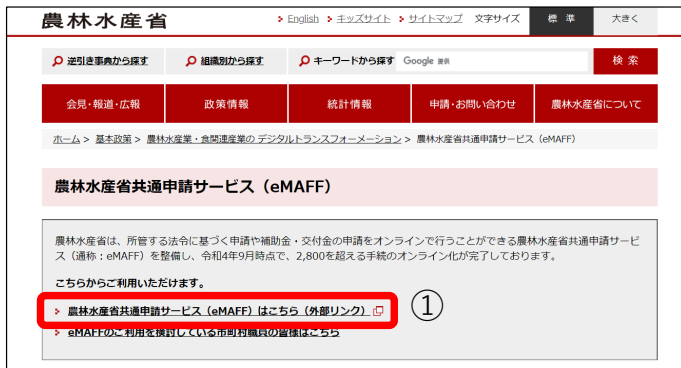 農林水産省
English キッズサイト サイトマップ 文字サイズ 標準 大きく
逆引き事典から探す 組織別から探す キーワードから探す Google 提供 検索
会見・報道・広報 政策情報 統計情報 申請・お問い合わせ 農林水産省について
ホーム > 基本政策 > 農林水産業・食関連産業の デジタルトランスフォーメーション > 農林水産省共通申請サービス（eMAFF）
農林水産省共通申請サービス（eMAFF）
農林水産省は、所管する法令に基づく申請や補助金・交付金の申請をオンラインで行うことができる農林水産省共通申請サービ
ス（通称：eMAFF）を整備し、令和4年9月時点で、2,800を超える手続のオンライン化が完了しております。
こちらからご利用いただけます。
農林水産省共通申請サービス（eMAFF）はこちら（外部リンク） ①
eMAFFのご利用を検討している市町村職員の皆様はこちら